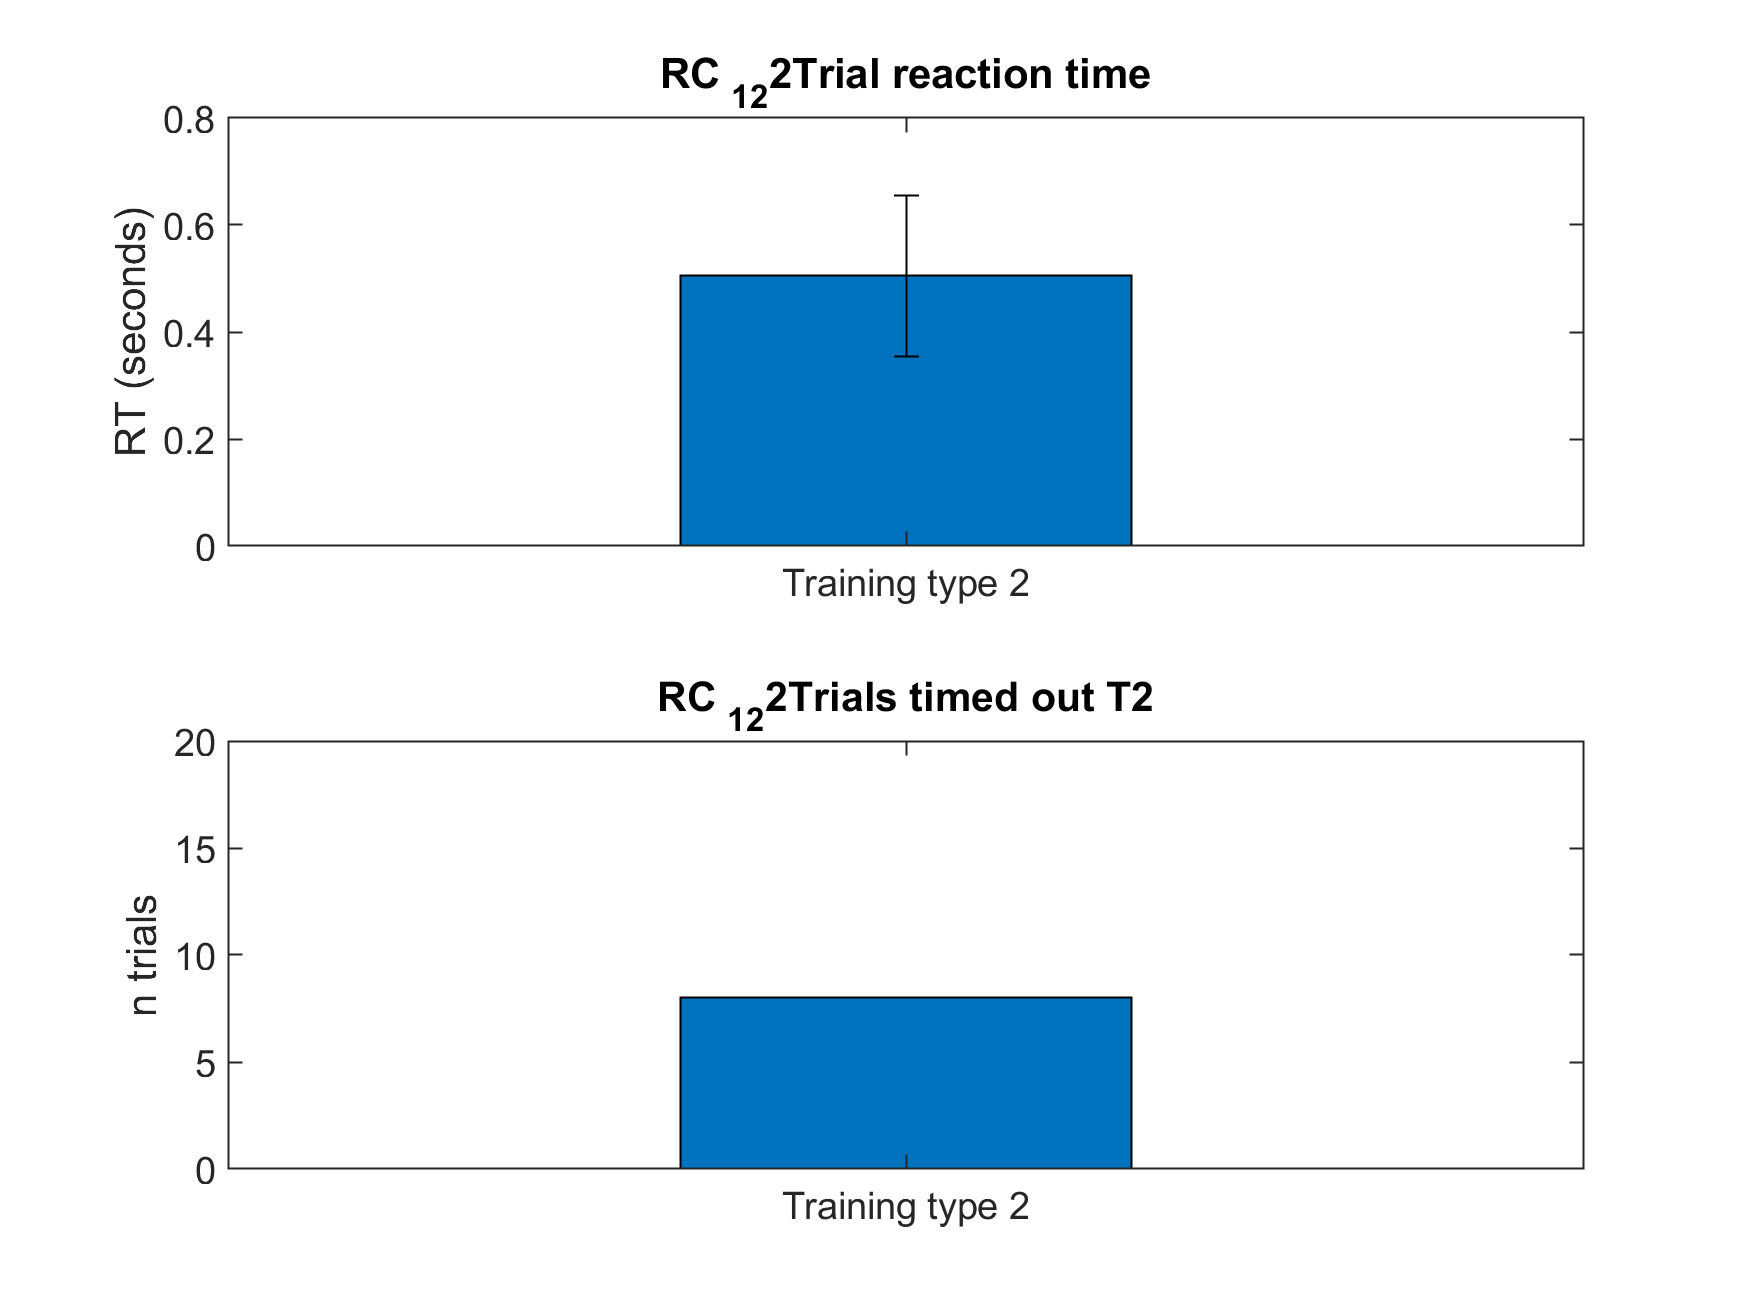 RC 122Trial reaction time
0.8
0.6
0.4
0.2
0
RT (seconds)
Training type 2
RC 122Trials timed out T2
20
15
10
5
0
n trials
Training type 2